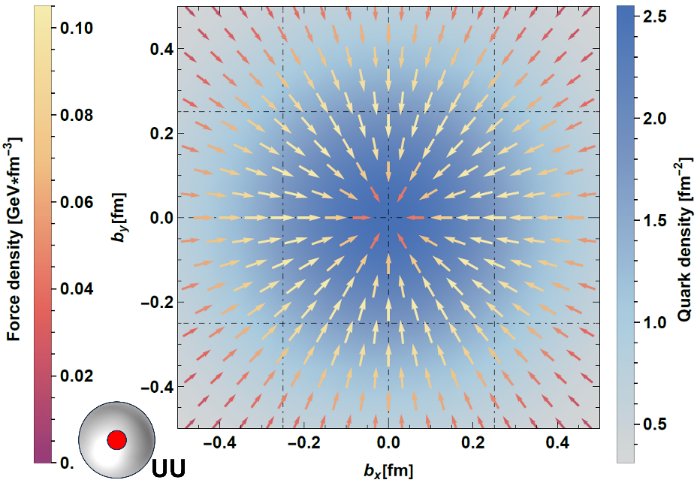 Force density [GeV*fm⁻³]
0.10
0.08
0.06
0.04
0.02
0.
UU
b_y[fm]
0.4
0.2
0.0
−0.2
−0.4
−0.4 −0.2 0.0 0.2 0.4
b_x[fm]
2.5
2.0
1.5
1.0
0.5
Quark density [fm⁻²]